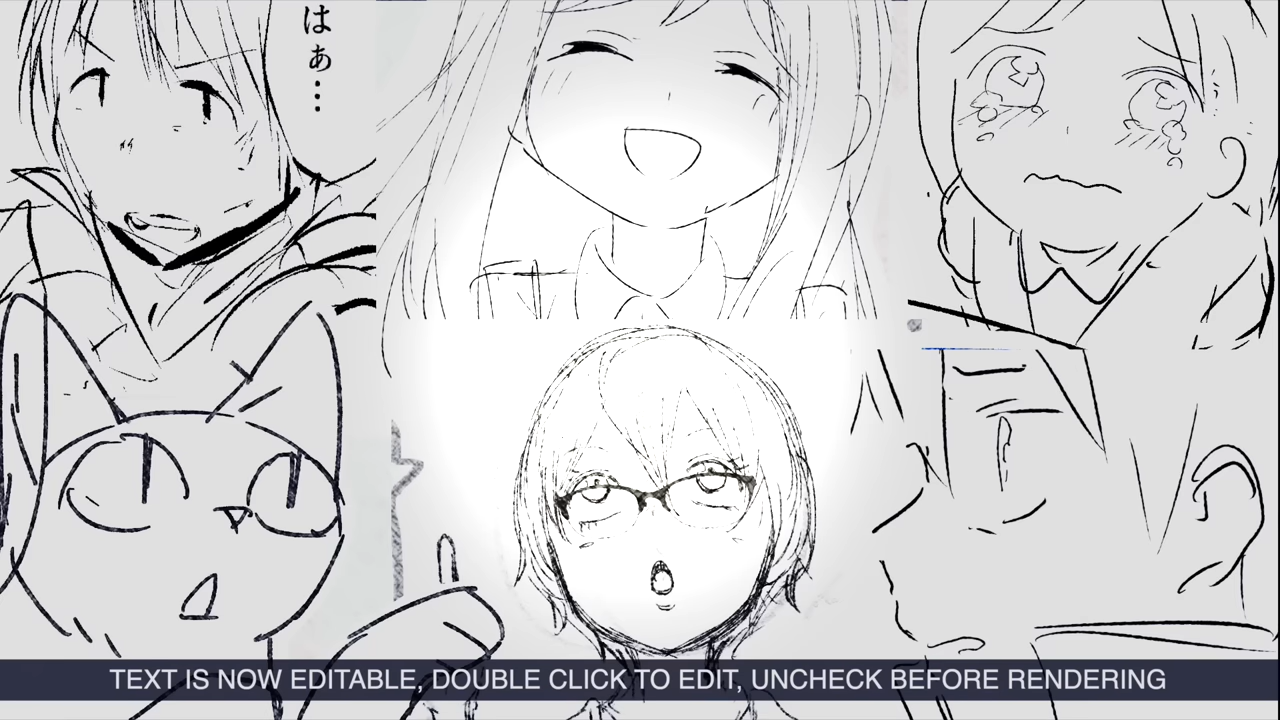 はぁ…
TEXT IS NOW EDITABLE, DOUBLE CLICK TO EDIT, UNCHECK BEFORE RENDERING